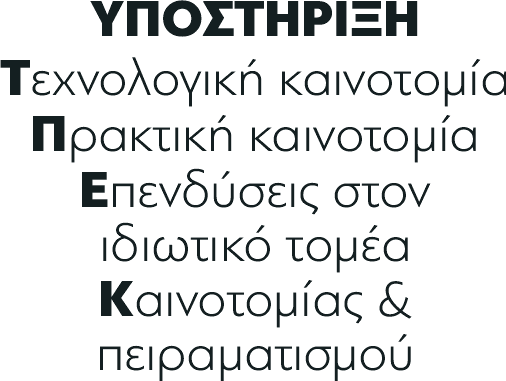 ΥΠΟΣΤΗΡΙΞΗ
Τεχνολογική καινοτομία
Πρακτική καινοτομία
Επενδύσεις στον
ιδιωτικό τομέα
Καινοτομίας &
πειραματισμού